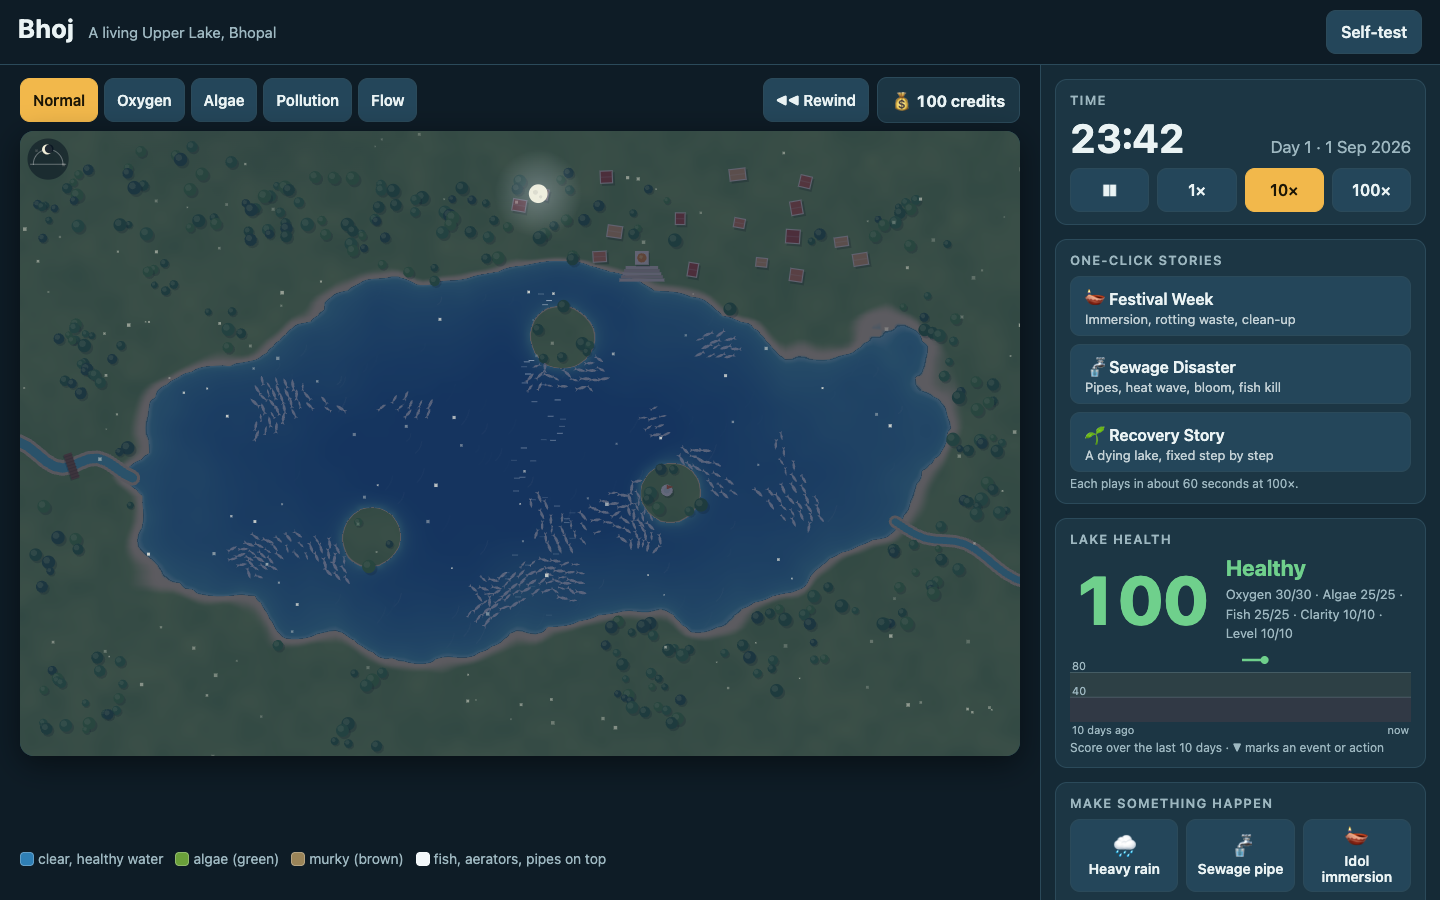 Bhoj A living Upper Lake, Bhopal
Self-test
Normal Oxygen Algae Pollution Flow
◀◀ Rewind 💰 100 credits
TIME
23:42 Day 1 · 1 Sep 2026
1× 10× 100×
ONE-CLICK STORIES
Festival Week
Immersion, rotting waste, clean-up
Sewage Disaster
Pipes, heat wave, bloom, fish kill
Recovery Story
A dying lake, fixed step by step
Each plays in about 60 seconds at 100×.
LAKE HEALTH
100
Healthy
Oxygen 30/30 · Algae 25/25 ·
Fish 25/25 · Clarity 10/10 ·
Level 10/10
80
40
10 days ago now
Score over the last 10 days · ▼ marks an event or action
MAKE SOMETHING HAPPEN
Heavy rain
Sewage pipe
Idol
immersion
clear, healthy water algae (green) murky (brown) fish, aerators, pipes on top